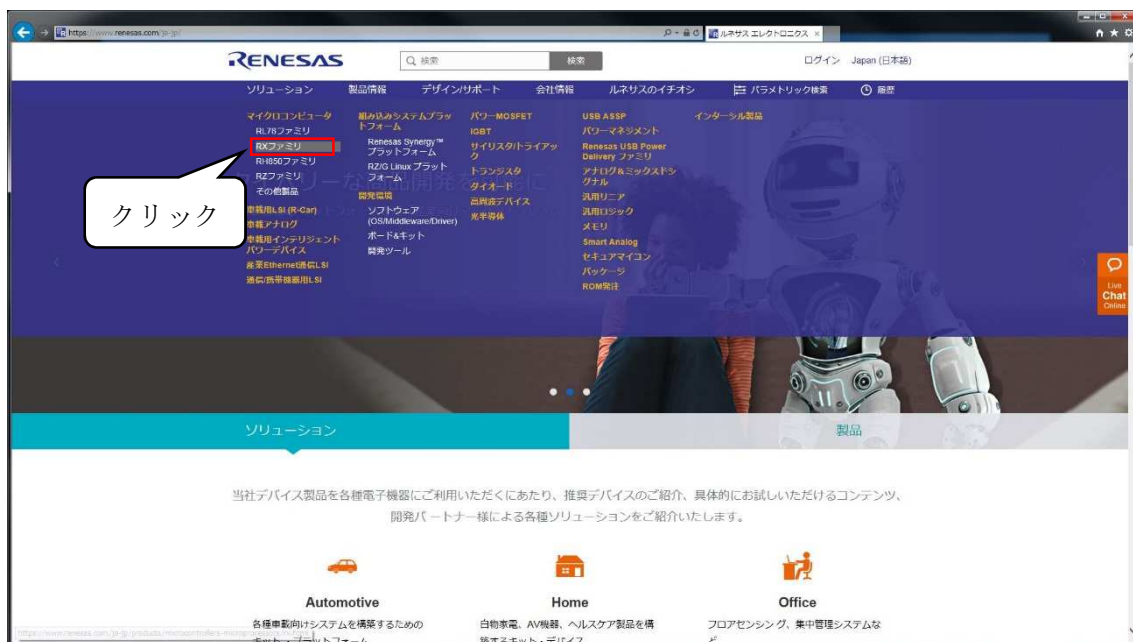 https://www.renesas.com/ja-jp/
ルネサス エレクトロニクス
RENESAS
検索
検索
ログイン Japan (日本語)
ソリューション 製品情報 デザイン/サポート 会社情報 ルネサスのイチオシ パラメトリック検索 履歴
マイクロコンピュータ
RL78ファミリ
RXファミリ
RH850ファミリ
RZファミリ
その他製品
車載用LSI (R-Car)
車載アナログ
車載用インテリジェント
パワーデバイス
産業Ethernet通信LSI
通信/携帯機器用LSI
組み込みシステムプラッ
トフォーム
Renesas Synergy™
プラットフォーム
RZ/G Linux プラット
フォーム
開発環境
ソフトウェア
(OS/Middleware/Driver)
ボード&キット
開発ツール
パワーMOSFET
IGBT
サイリスタ/トライアッ
ク
トランジスタ
ダイオード
高周波デバイス
光半導体
USB ASSP
パワーマネジメント
Renesas USB Power
Delivery ファミリ
アナログ&ミックスドシ
グナル
汎用リニア
汎用ロジック
メモリ
Smart Analog
セキュアマイコン
パッケージ
ROM発注
インターシル製品
クリック
Live
Chat
Online
ソリューション
製品
当社デバイス製品を各種電子機器にご利用いただくにあたり、推奨デバイスのご紹介、具体的にお試しいただけるコンテンツ、
開発パートナー様による各種ソリューションをご紹介いたします。
Automotive
各種車載向けシステムを構築するための
Home
白物家電、AV機器、ヘルスケア製品を構
Office
フロアセンシング、集中管理システムな